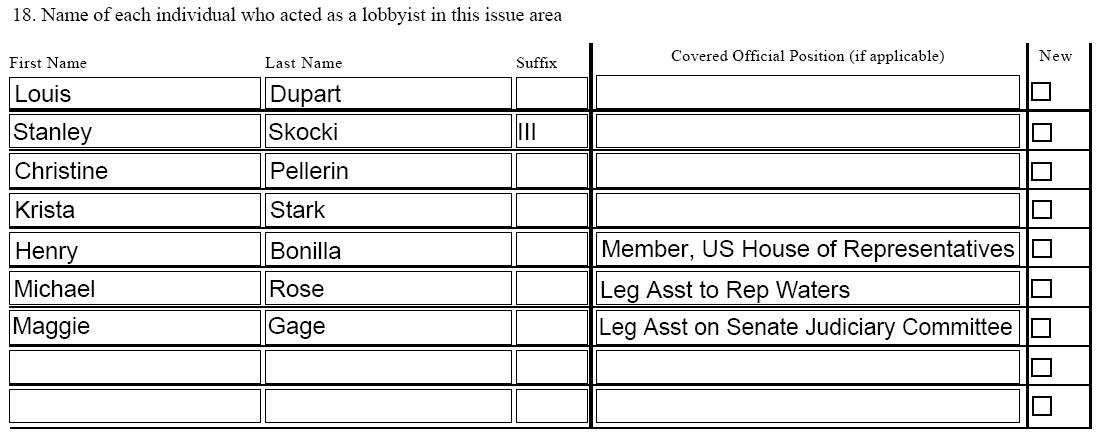 18. Name of each individual who acted as a lobbyist in this issue area
First Name Last Name Suffix Covered Official Position (if applicable) New
Louis Dupart
Stanley Skocki III
Christine Pellerin
Krista Stark
Henry Bonilla Member, US House of Representatives
Michael Rose Leg Asst to Rep Waters
Maggie Gage Leg Asst on Senate Judiciary Committee